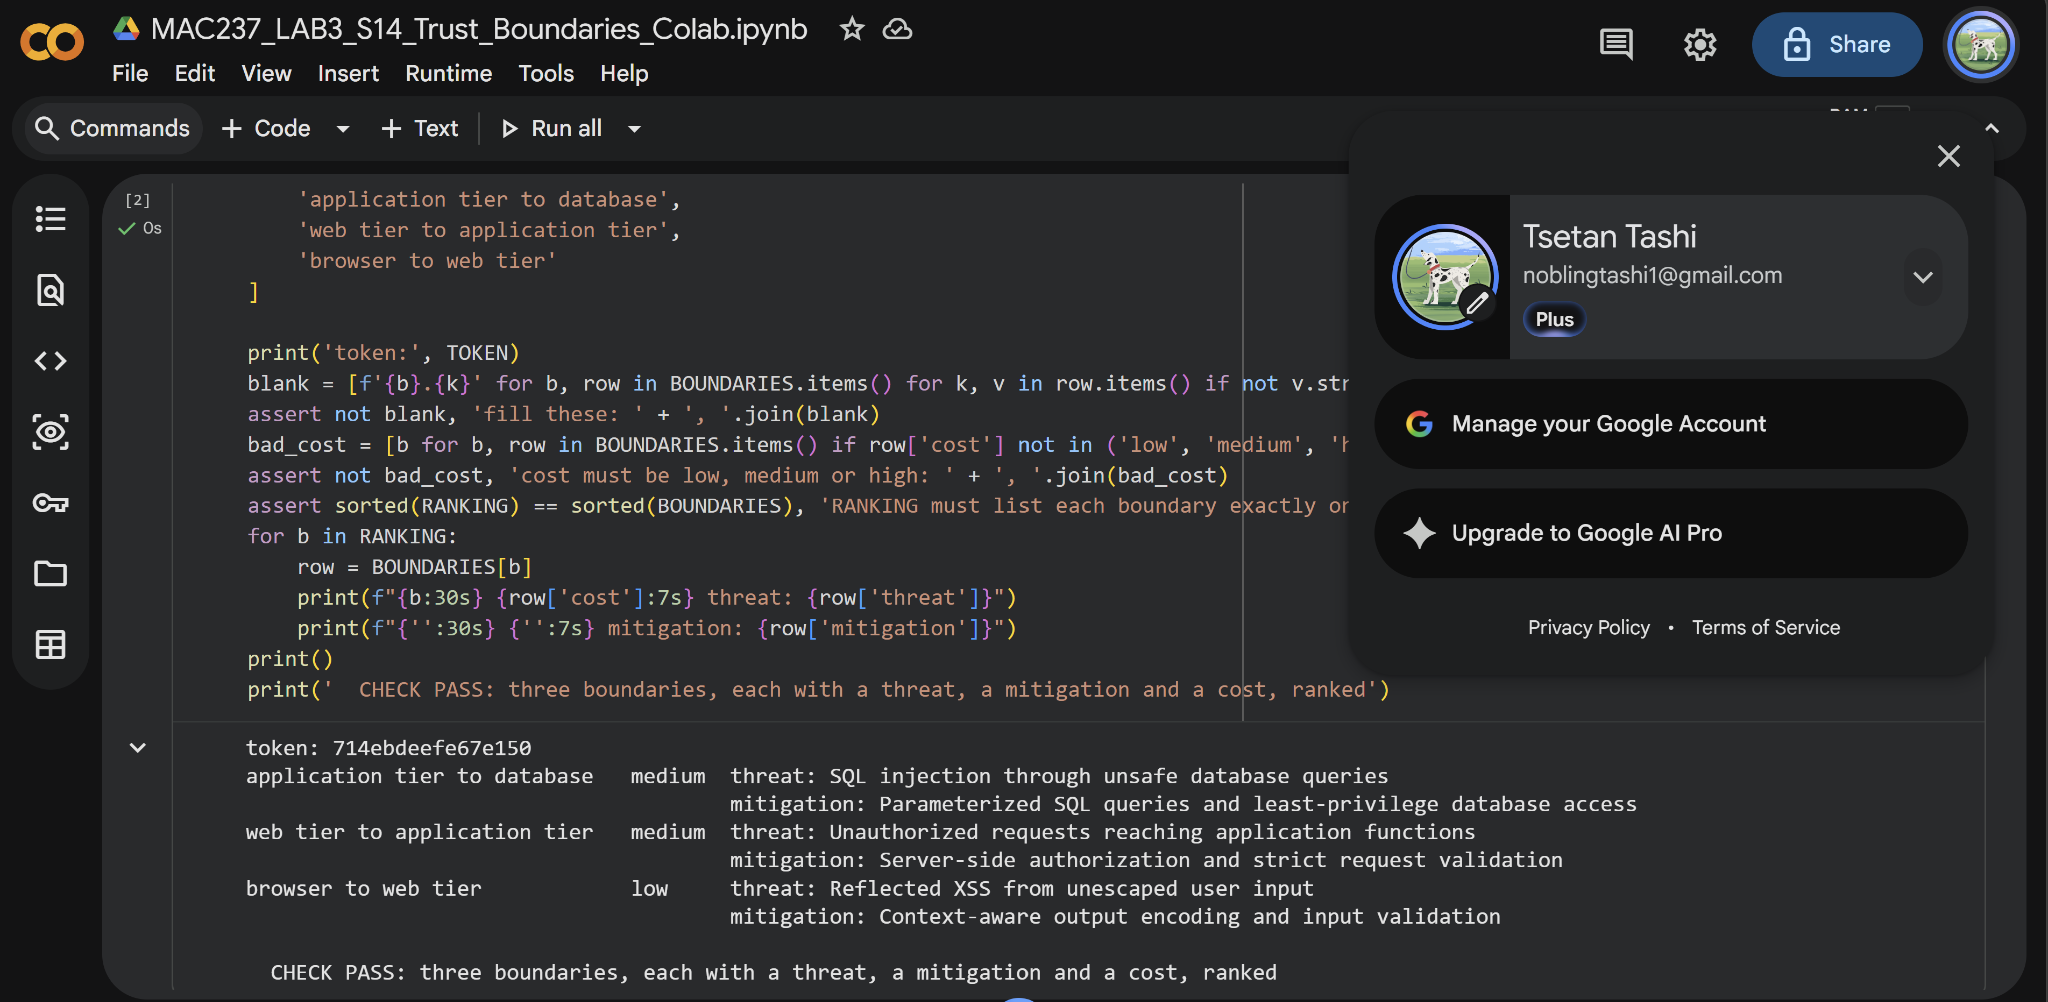 MAC237_LAB3_S14_Trust_Boundaries_Colab.ipynb
File Edit View Insert Runtime Tools Help
Share
Commands + Code + Text Run all
[2]
0s
'application tier to database',
'web tier to application tier',
'browser to web tier'
]
print('token:', TOKEN)
blank = [f'{b}.{k}' for b, row in BOUNDARIES.items() for k, v in row.items() if not v.str
assert not blank, 'fill these: ' + ', '.join(blank)
bad_cost = [b for b, row in BOUNDARIES.items() if row['cost'] not in ('low', 'medium', 'h
assert not bad_cost, 'cost must be low, medium or high: ' + ', '.join(bad_cost)
assert sorted(RANKING) == sorted(BOUNDARIES), 'RANKING must list each boundary exactly on
for b in RANKING:
row = BOUNDARIES[b]
print(f"{b:30s} {row['cost']:7s} threat: {row['threat']}")
print(f"{'':30s} {'':7s} mitigation: {row['mitigation']}")
print()
print('  CHECK PASS: three boundaries, each with a threat, a mitigation and a cost, ranked')
token: 714ebdeefe67e150
application tier to database medium threat: SQL injection through unsafe database queries
mitigation: Parameterized SQL queries and least-privilege database access
web tier to application tier medium threat: Unauthorized requests reaching application functions
mitigation: Server-side authorization and strict request validation
browser to web tier low threat: Reflected XSS from unescaped user input
mitigation: Context-aware output encoding and input validation
CHECK PASS: three boundaries, each with a threat, a mitigation and a cost, ranked
Tsetan Tashi
noblingtashi1@gmail.com
Plus
Manage your Google Account
Upgrade to Google AI Pro
Privacy Policy • Terms of Service